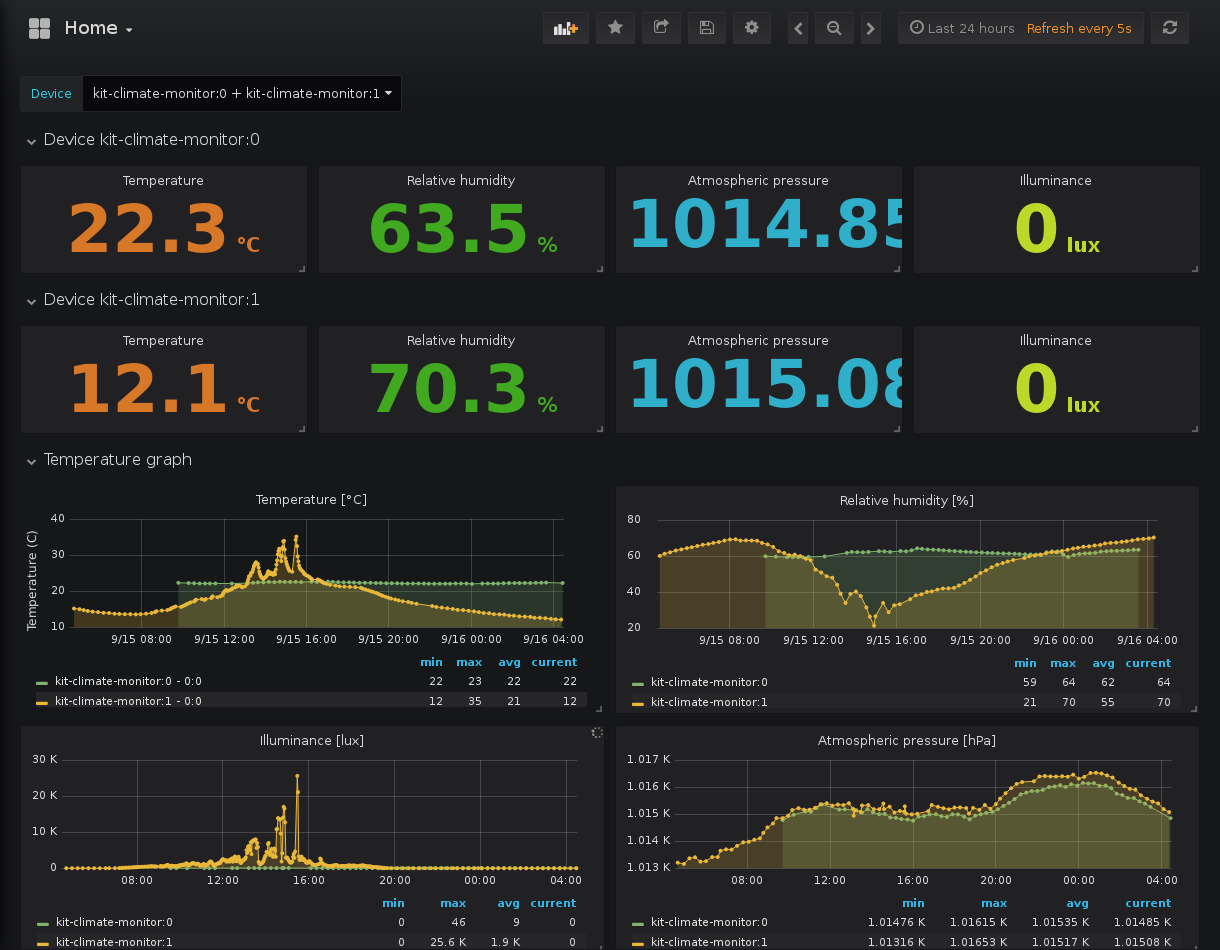 Home
Last 24 hours Refresh every 5s
Device kit-climate-monitor:0 + kit-climate-monitor:1
Device kit-climate-monitor:0
Temperature Relative humidity Atmospheric pressure Illuminance
22.3 °C 63.5 % 1014.85 0 lux
Device kit-climate-monitor:1
Temperature Relative humidity Atmospheric pressure Illuminance
12.1 °C 70.3 % 1015.08 0 lux
Temperature graph
Temperature [°C]
Temperature (C)
40
30
20
10
9/15 08:00 9/15 12:00 9/15 16:00 9/15 20:00 9/16 00:00 9/16 04:00
min max avg current
kit-climate-monitor:0 - 0:0 22 23 22 22
kit-climate-monitor:1 - 0:0 12 35 21 12
Relative humidity [%]
80
60
40
20
9/15 08:00 9/15 12:00 9/15 16:00 9/15 20:00 9/16 00:00 9/16 04:00
min max avg current
kit-climate-monitor:0 59 64 62 64
kit-climate-monitor:1 21 70 55 70
Illuminance [lux]
30 K
20 K
10 K
0
08:00 12:00 16:00 20:00 00:00 04:00
min max avg current
kit-climate-monitor:0 0 46 9 0
kit-climate-monitor:1 0 25.6 K 1.9 K 0
Atmospheric pressure [hPa]
1.017 K
1.016 K
1.015 K
1.014 K
1.013 K
08:00 12:00 16:00 20:00 00:00 04:00
min max avg current
kit-climate-monitor:0 1.01476 K 1.01615 K 1.01535 K 1.01485 K
kit-climate-monitor:1 1.01316 K 1.01653 K 1.01517 K 1.01508 K